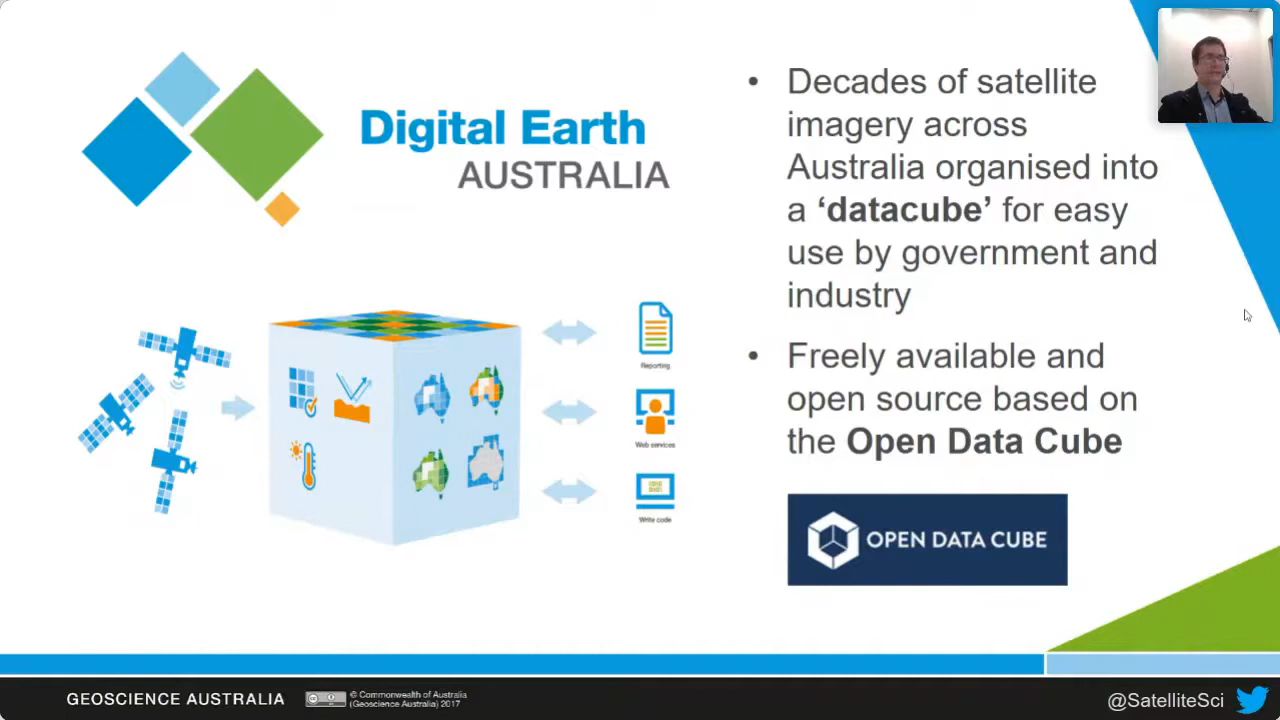 Digital Earth
AUSTRALIA
• Decades of satellite
imagery across
Australia organised into
a ‘datacube’ for easy
use by government and
industry
• Freely available and
open source based on
the Open Data Cube
OPEN DATA CUBE
Reporting
Web services
Write code
GEOSCIENCE AUSTRALIA
© Commonwealth of Australia
(Geoscience Australia) 2017
@SatelliteSci